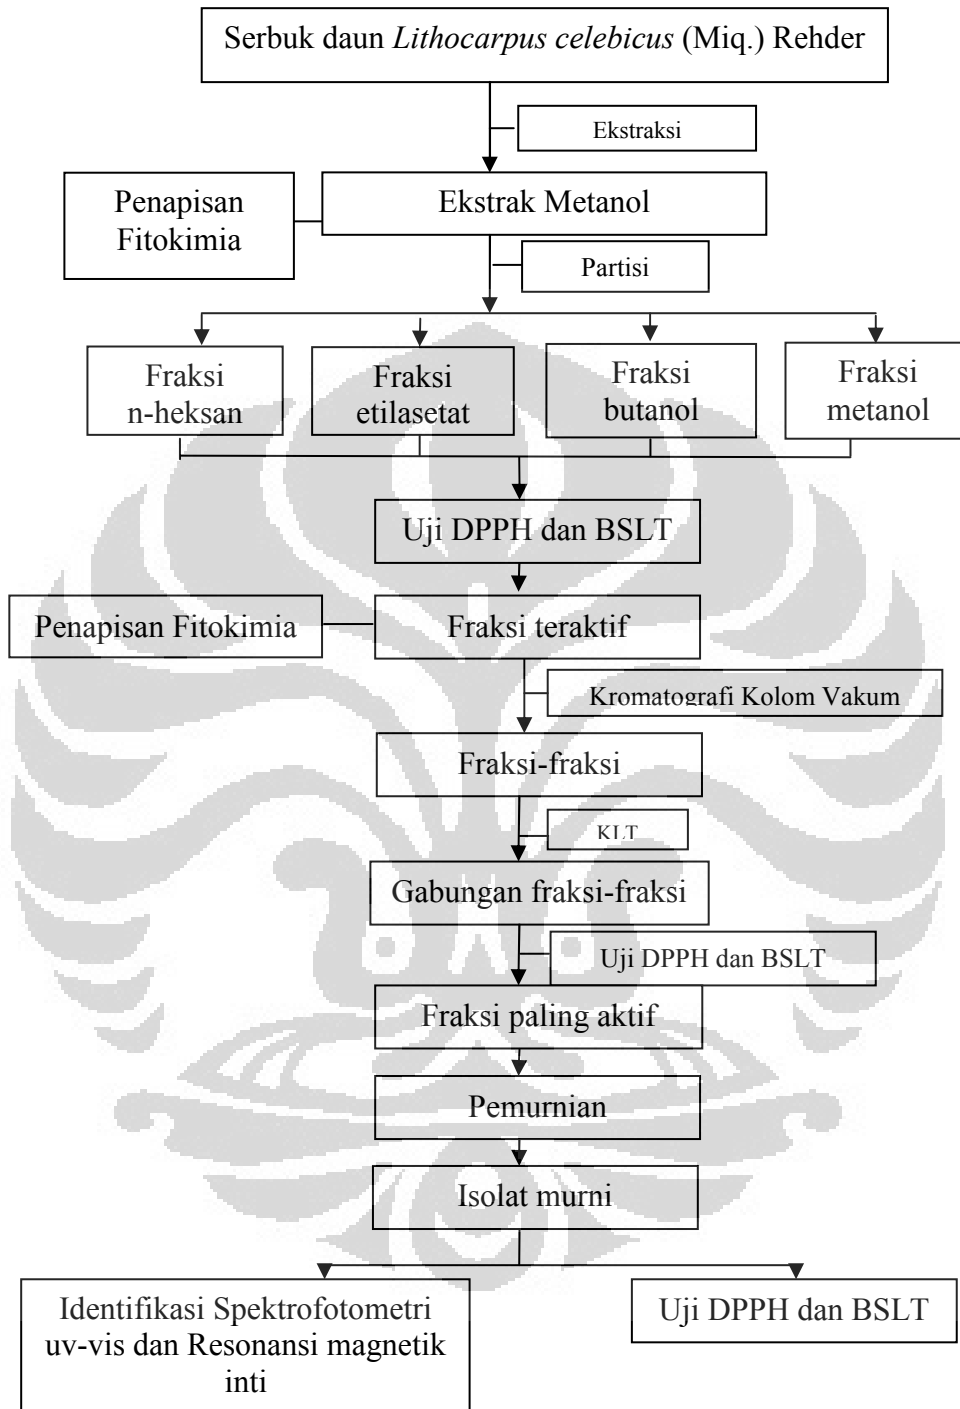 Serbuk daun Lithocarpus celebicus (Miq.) Rehder
Ekstraksi
Penapisan
Fitokimia
Ekstrak Metanol
Partisi
Fraksi
n-heksan
Fraksi
etilasetat
Fraksi
butanol
Fraksi
metanol
Uji DPPH dan BSLT
Penapisan Fitokimia
Fraksi teraktif
Kromatografi Kolom Vakum
Fraksi-fraksi
KLT
Gabungan fraksi-fraksi
Uji DPPH dan BSLT
Fraksi paling aktif
Pemurnian
Isolat murni
Identifikasi Spektrofotometri
uv-vis dan Resonansi magnetik
inti
Uji DPPH dan BSLT